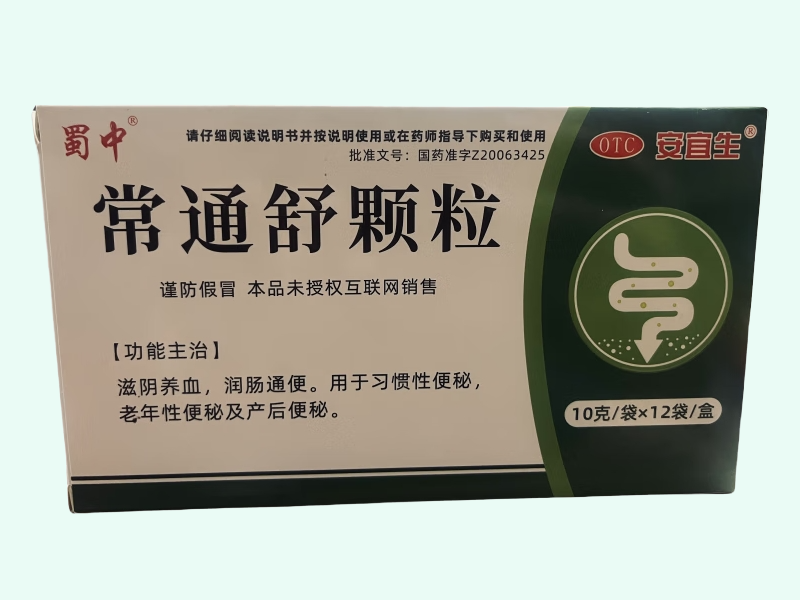 蜀中®
请仔细阅读说明书并按说明使用或在药师指导下购买和使用
批准文号：国药准字Z20063425
OTC 安宜生®
常通舒颗粒
谨防假冒 本品未授权互联网销售
【功能主治】
滋阴养血，润肠通便。用于习惯性便秘，
老年性便秘及产后便秘。
10克/袋×12袋/盒